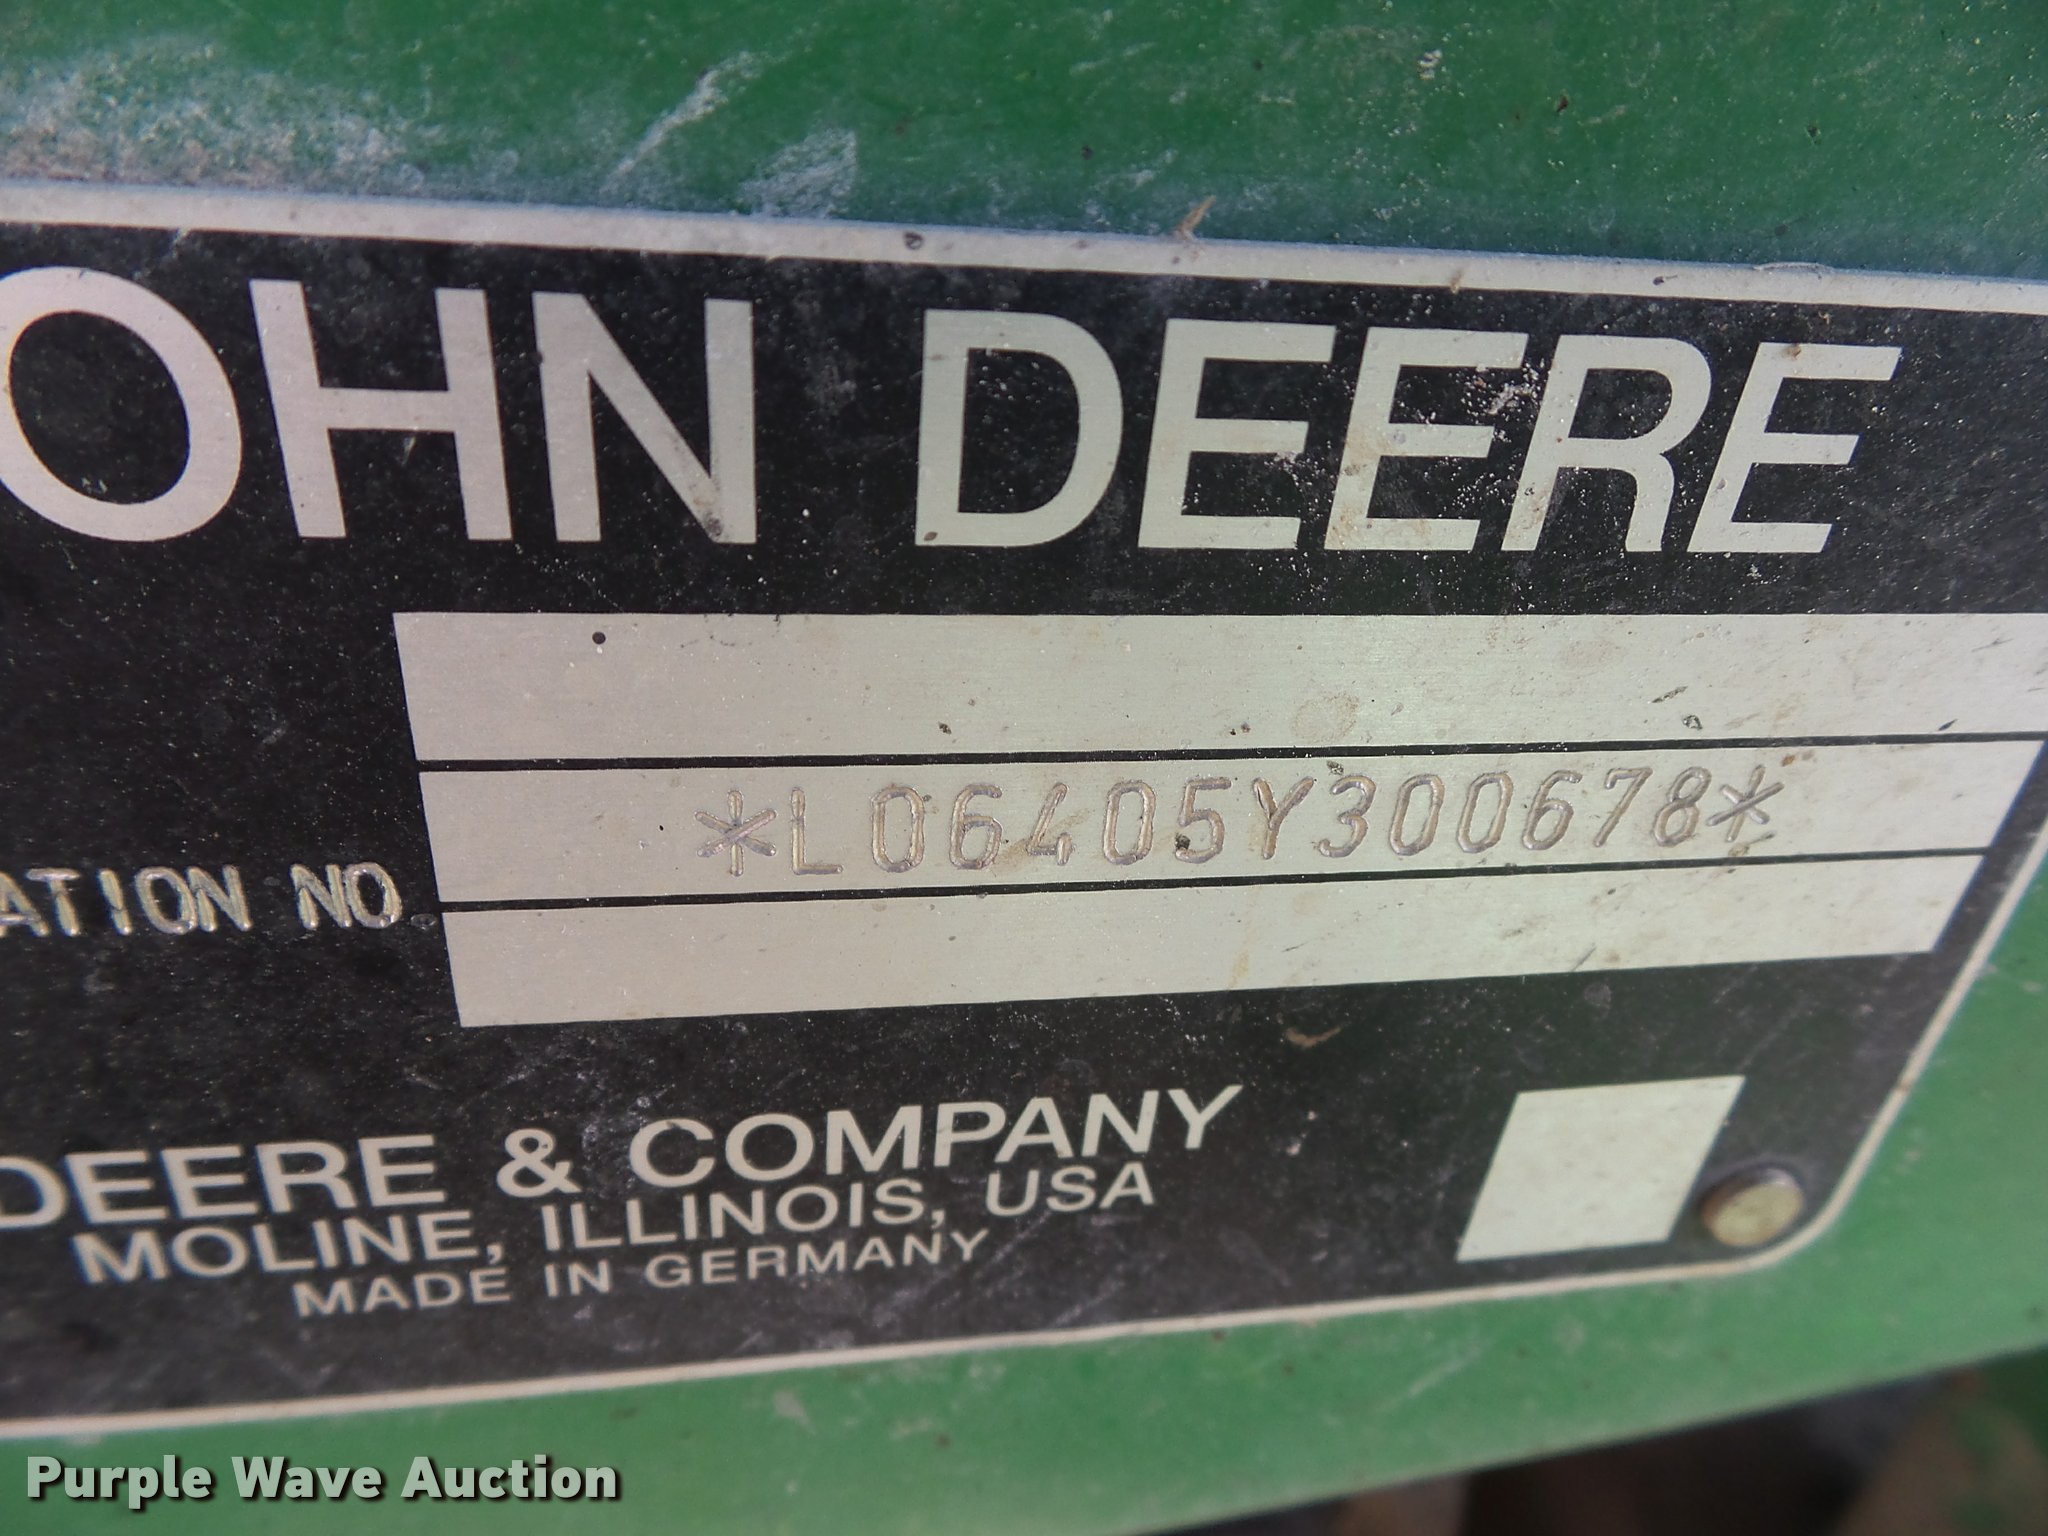 OHN DEERE
*L06405Y300678*
ATION NO.
DEERE & COMPANY
MOLINE, ILLINOIS, USA
MADE IN GERMANY
Purple Wave Auction